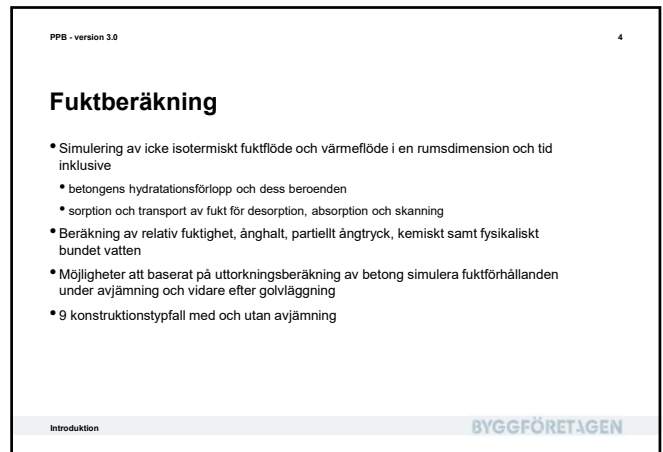 PPB - version 3.0 4
Fuktberäkning
• Simulering av icke isotermiskt fuktflöde och värmeflöde i en rumsdimension och tid
inklusive
• betongens hydratationsförlopp och dess beroenden
• sorption och transport av fukt för desorption, absorption och skanning
• Beräkning av relativ fuktighet, ånghalt, partiellt ångtryck, kemiskt samt fysikaliskt
bundet vatten
• Möjligheter att baserat på uttorkningsberäkning av betong simulera fuktförhållanden
under avjämning och vidare efter golvläggning
• 9 konstruktionstypfall med och utan avjämning
Introduktion BYGGFÖRETAGEN